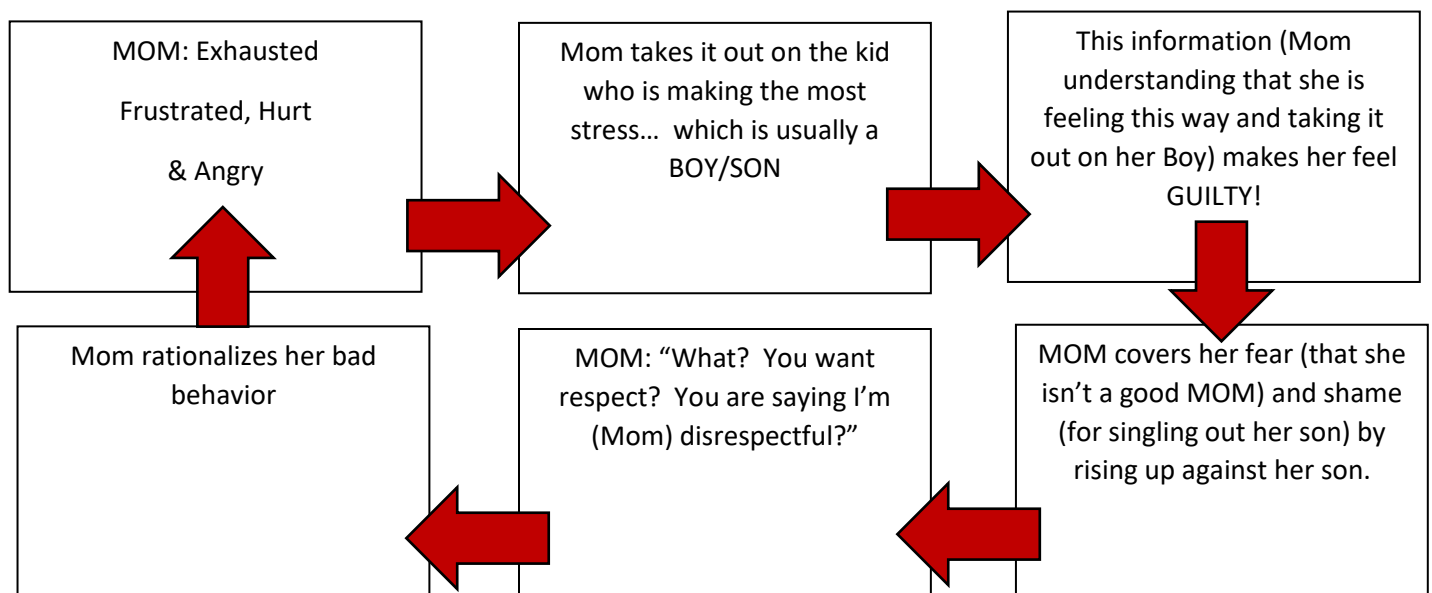 MOM: Exhausted
Frustrated, Hurt
& Angry
Mom takes it out on the kid
who is making the most
stress… which is usually a
BOY/SON
This information (Mom
understanding that she is
feeling this way and taking it
out on her Boy) makes her feel
GUILTY!
MOM covers her fear (that she
isn’t a good MOM) and shame
(for singling out her son) by
rising up against her son.
MOM: “What?  You want
respect?  You are saying I’m
(Mom) disrespectful?”
Mom rationalizes her bad
behavior